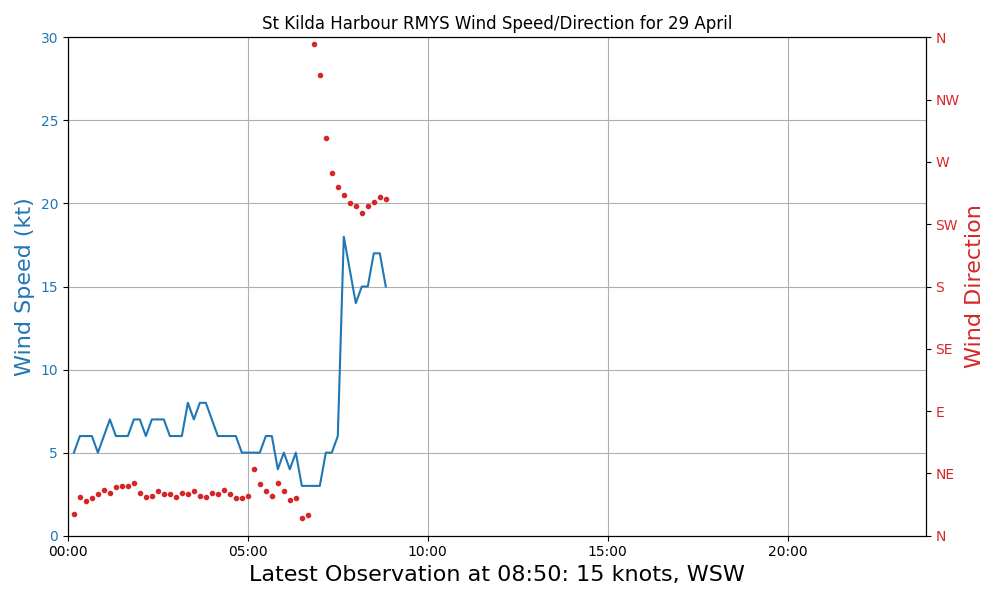 St Kilda Harbour RMYS Wind Speed/Direction for 29 April
30
25
20
15
10
5
0
Wind Speed (kt)
N
NW
W
SW
S
SE
E
NE
N
Wind Direction
00:00 05:00 10:00 15:00 20:00
Latest Observation at 08:50: 15 knots, WSW